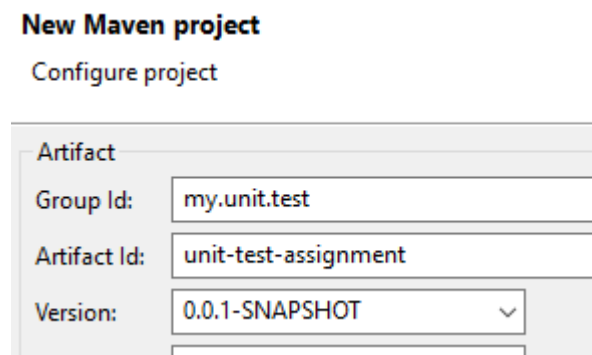 New Maven project
Configure project
Artifact
Group Id: my.unit.test
Artifact Id: unit-test-assignment
Version: 0.0.1-SNAPSHOT